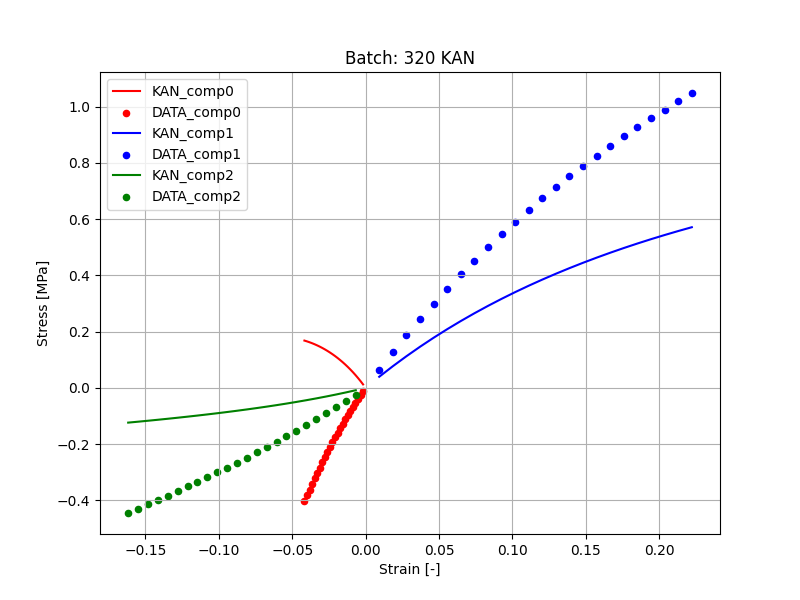 Batch: 320 KAN
KAN_comp0
DATA_comp0
KAN_comp1
DATA_comp1
KAN_comp2
DATA_comp2
1.0
0.8
0.6
0.4
0.2
0.0
−0.2
−0.4
Stress [MPa]
−0.15 −0.10 −0.05 0.00 0.05 0.10 0.15 0.20
Strain [-]